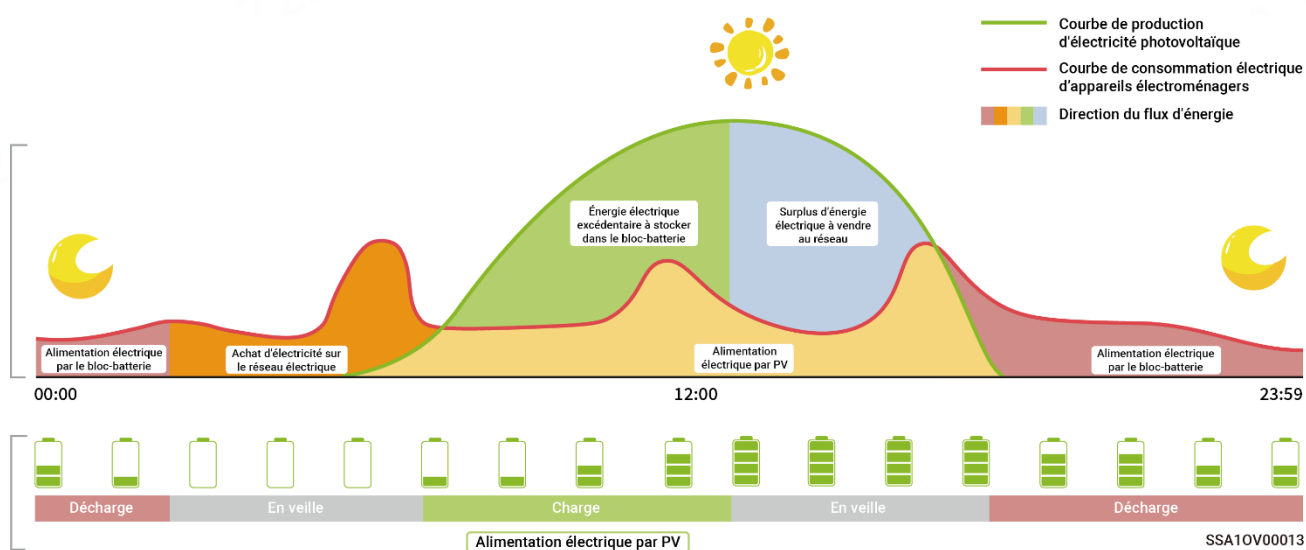 Courbe de production
d'électricité photovoltaïque
Courbe de consommation électrique
d’appareils électroménagers
Direction du flux d'énergie
Énergie électrique
excédentaire à stocker
dans le bloc-batterie
Surplus d'énergie
électrique à vendre
au réseau
Alimentation électrique
par le bloc-batterie
Achat d'électricité sur
le réseau électrique
Alimentation
électrique par PV
Alimentation électrique
par le bloc-batterie
00:00
12:00
23:59
Décharge
En veille
Charge
En veille
Décharge
Alimentation électrique par PV
SSA1OV00013